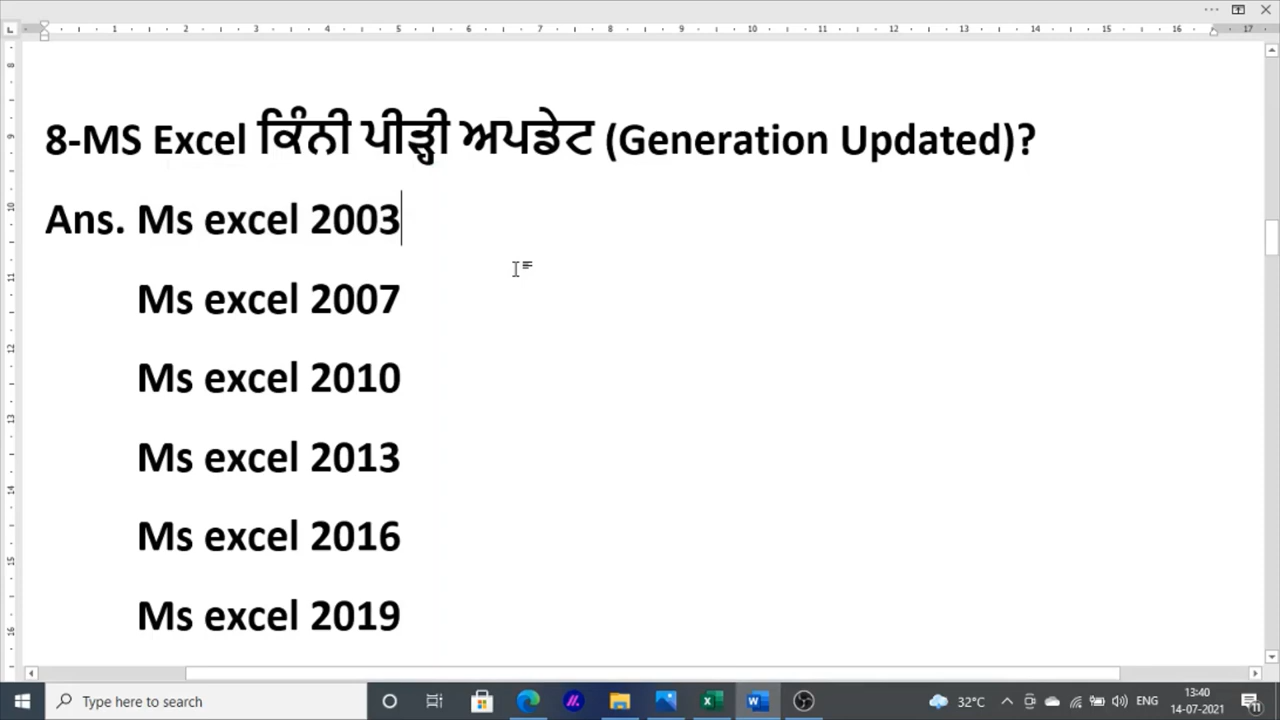 8-MS Excel ਕਿੰਨੀ ਪੀੜ੍ਹੀ ਅਪਡੇਟ (Generation Updated)?
Ans. Ms excel 2003
Ms excel 2007
Ms excel 2010
Ms excel 2013
Ms excel 2016
Ms excel 2019
Type here to search
32°C
ENG
13:40
14-07-2021
11